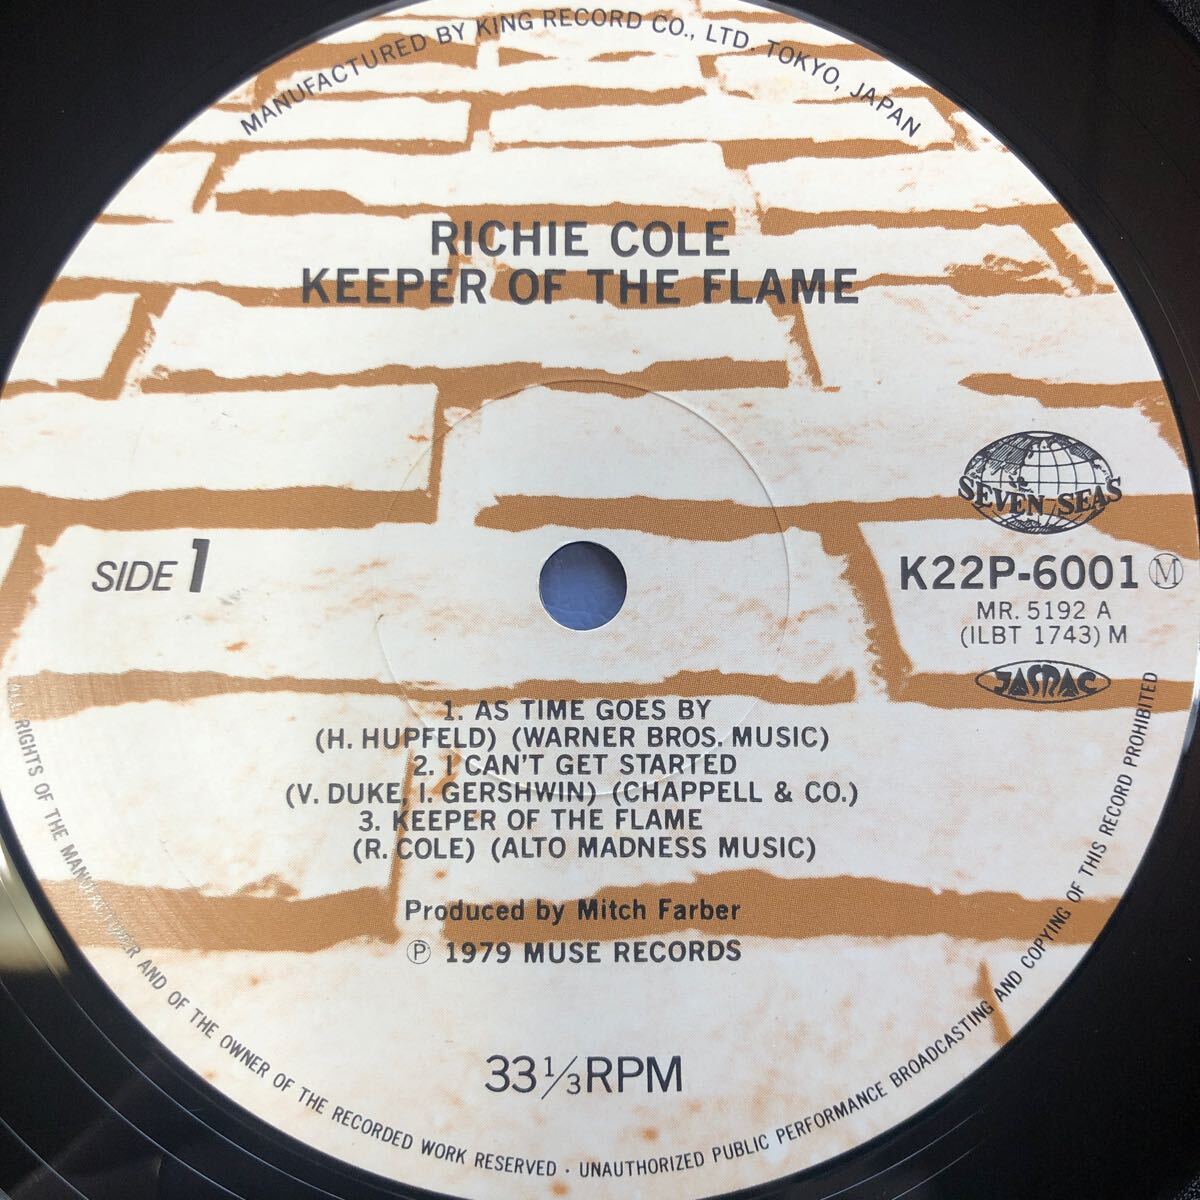 MANUFACTURED BY KING RECORD CO., LTD. TOKYO, JAPAN
RICHIE COLE
KEEPER OF THE FLAME
SEVEN SEAS
SIDE 1
K22P-6001 Ⓜ
MR. 5192 A
(ILBT 1743) M
JASRAC
1. AS TIME GOES BY
(H. HUPFELD) (WARNER BROS. MUSIC)
2. I CAN'T GET STARTED
(V. DUKE, I. GERSHWIN) (CHAPPELL & CO.)
3. KEEPER OF THE FLAME
(R. COLE) (ALTO MADNESS MUSIC)
Produced by Mitch Farber
℗ 1979 MUSE RECORDS
33 1/3 RPM
ALL RIGHTS OF THE MANUFACTURER AND OF THE OWNER OF THE RECORDED WORK RESERVED · UNAUTHORIZED PUBLIC PERFORMANCE BROADCASTING AND COPYING OF THIS RECORD PROHIBITED